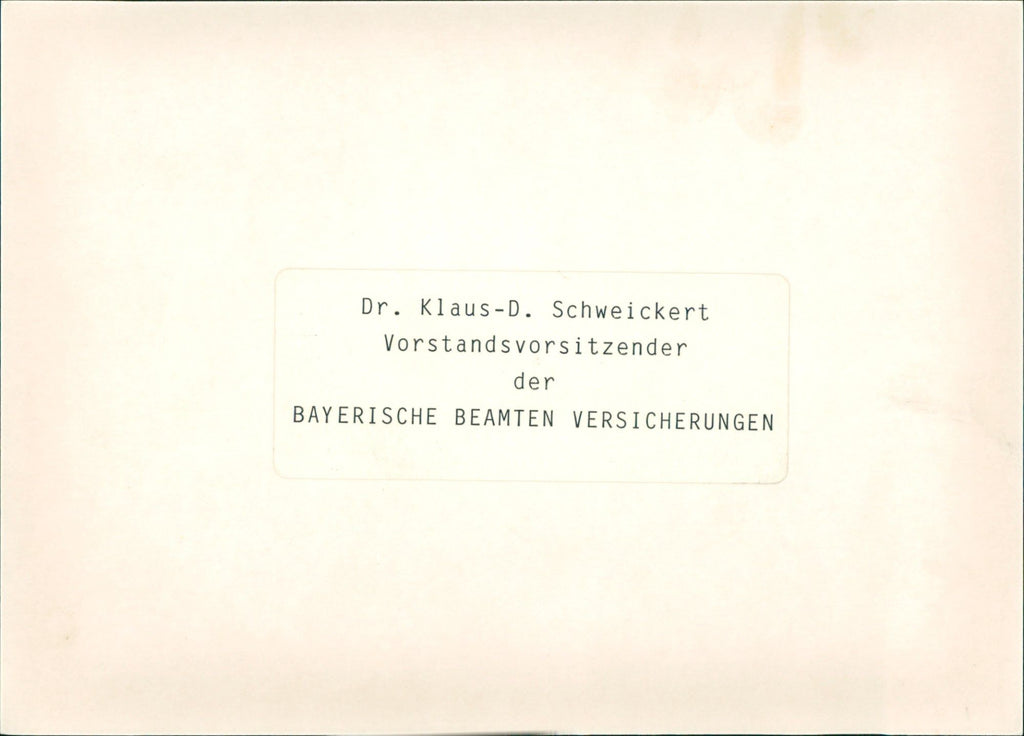 Dr. Klaus-D. Schweickert
Vorstandsvorsitzender
der
BAYERISCHE BEAMTEN VERSICHERUNGEN